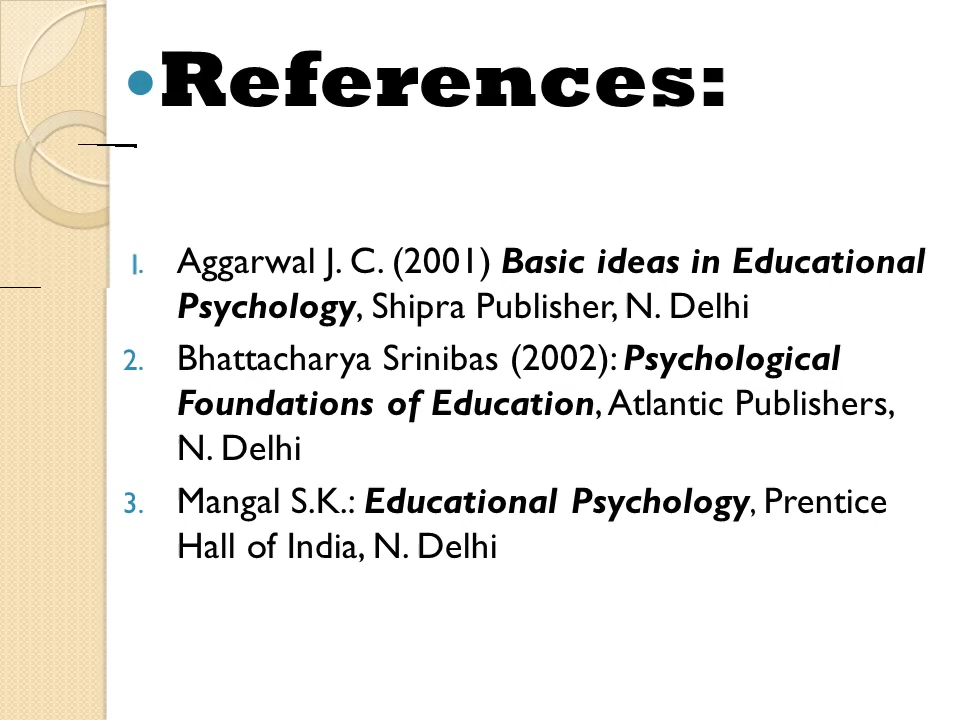 •References:
1. Aggarwal J. C. (2001) Basic ideas in Educational
Psychology, Shipra Publisher, N. Delhi
2. Bhattacharya Srinibas (2002): Psychological
Foundations of Education, Atlantic Publishers,
N. Delhi
3. Mangal S.K.: Educational Psychology, Prentice
Hall of India, N. Delhi